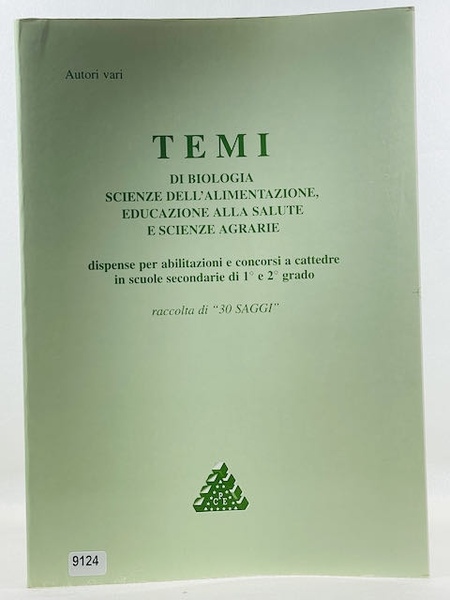 Autori vari
TEMI
DI BIOLOGIA
SCIENZE DELL'ALIMENTAZIONE,
EDUCAZIONE ALLA SALUTE
E SCIENZE AGRARIE
dispense per abilitazioni e concorsi a cattedre
in scuole secondarie di 1° e 2° grado
raccolta di "30 SAGGI"
P
C E
9124